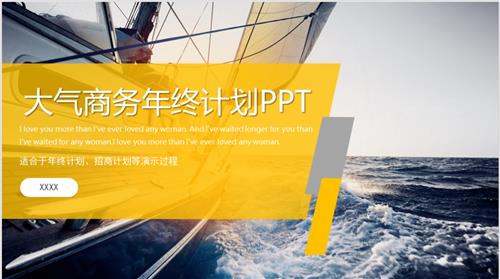 大气商务年终计划PPT
I love you more than I've ever loved any woman. And I've waited longer for you than
I've waited for any woman.I love you more than I've ever loved any woman.
适合于年终计划、招商计划等演示过程
XXXX